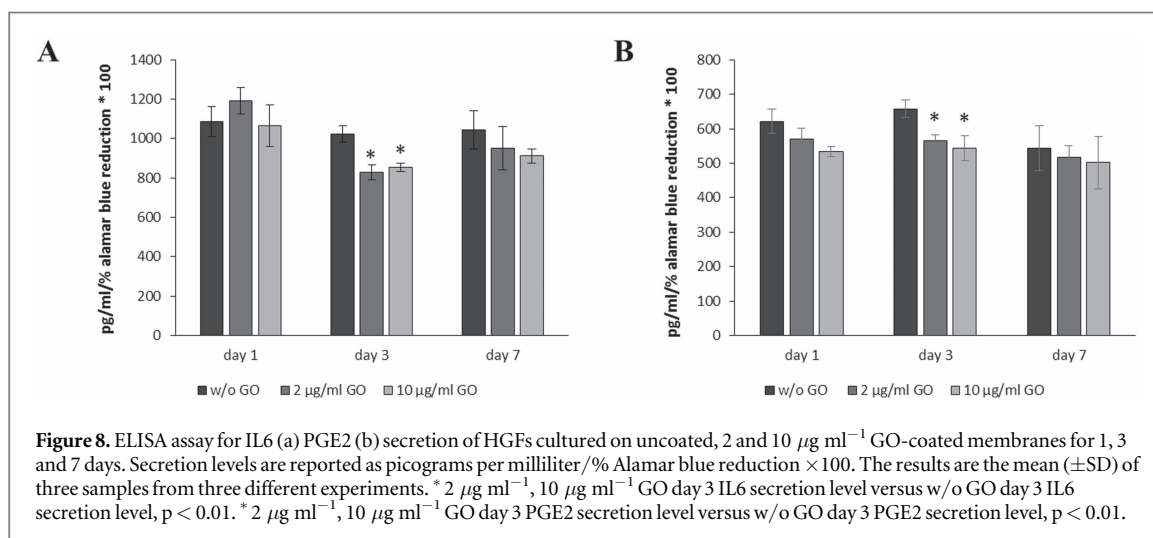 A
B
1400
1200
1000
800
600
400
200
0
pg/ml/% alamar blue reduction * 100
* *
day 1 day 3 day 7
w/o GO 2 µg/ml GO 10 µg/ml GO
800
700
600
500
400
300
200
100
0
pg/ml/% alamar blue reduction * 100
* *
day 1 day 3 day 7
w/o GO 2 µg/ml GO 10 µg/ml GO
Figure 8. ELISA assay for IL6 (a) PGE2 (b) secretion of HGFs cultured on uncoated, 2 and 10 µg ml⁻¹ GO-coated membranes for 1, 3
and 7 days. Secretion levels are reported as picograms per milliliter/% Alamar blue reduction ×100. The results are the mean (±SD) of
three samples from three different experiments. * 2 µg ml⁻¹, 10 µg ml⁻¹ GO day 3 IL6 secretion level versus w/o GO day 3 IL6
secretion level, p < 0.01. * 2 µg ml⁻¹, 10 µg ml⁻¹ GO day 3 PGE2 secretion level versus w/o GO day 3 PGE2 secretion level, p < 0.01.